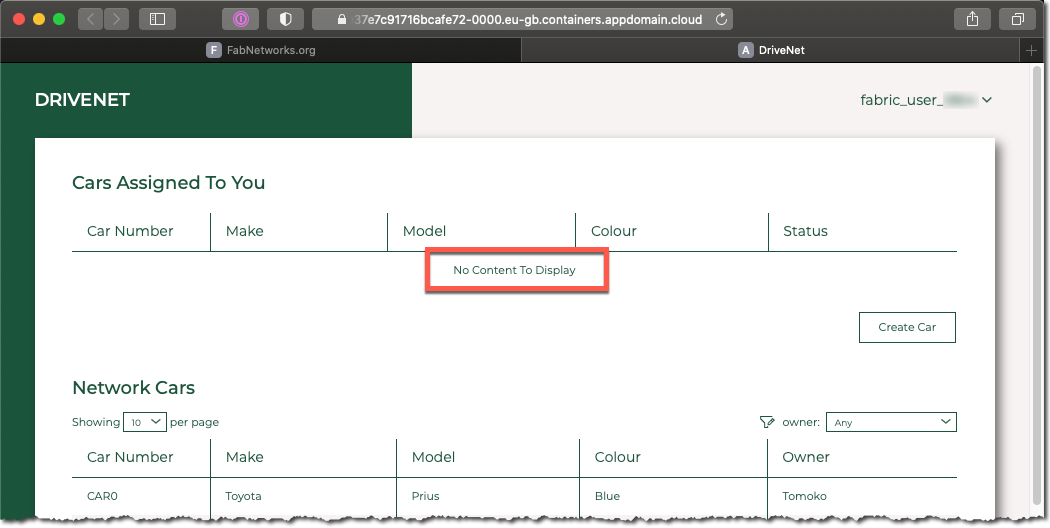 37e7c91716bcafe72-0000.eu-gb.containers.appdomain.cloud
F FabNetworks.org
A DriveNet
DRIVENET
fabric_user_
Cars Assigned To You
Car Number Make Model Colour Status
No Content To Display
Create Car
Network Cars
Showing 10 per page
owner: Any
Car Number Make Model Colour Owner
CAR0 Toyota Prius Blue Tomoko